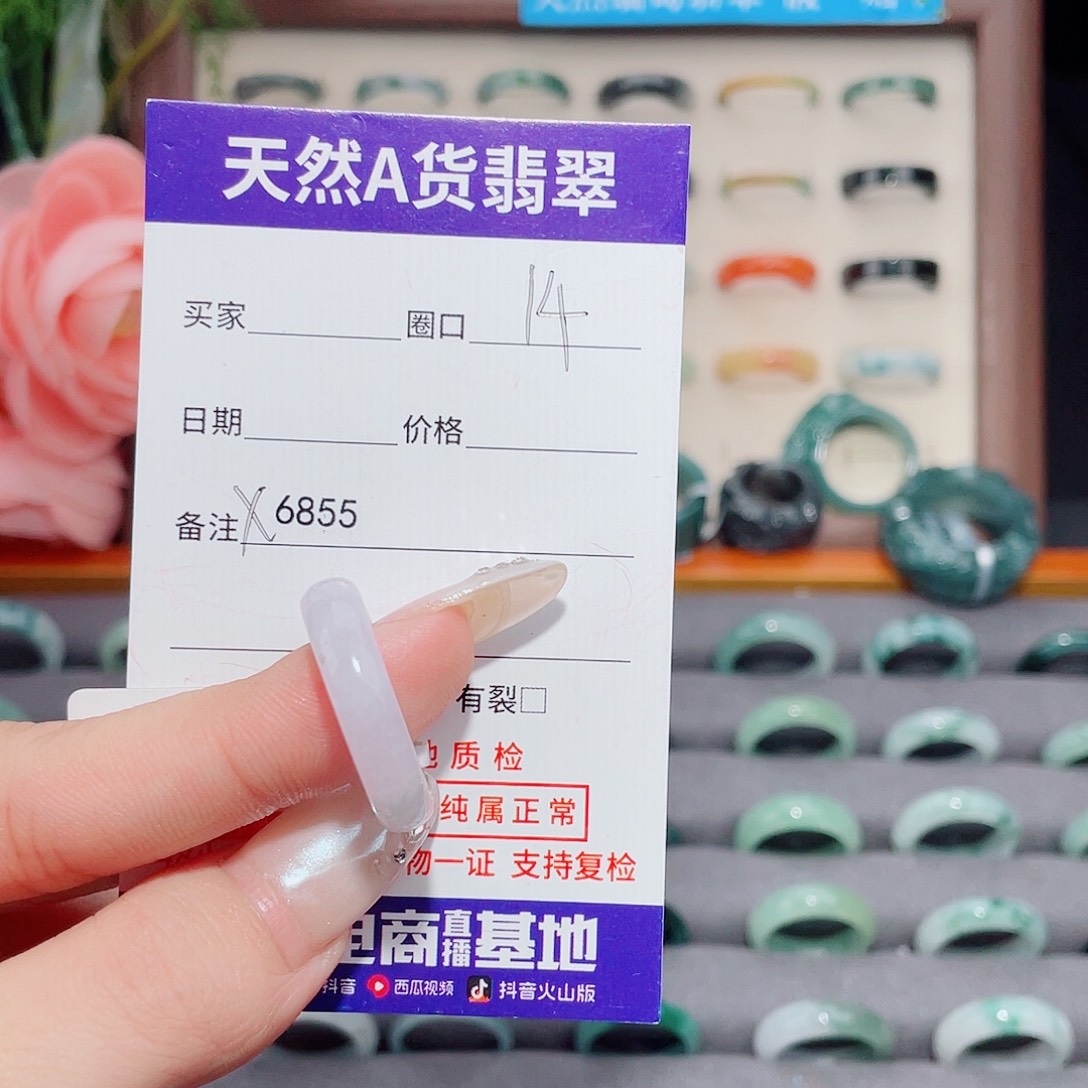 天然A货翡翠
买家 圈口 14
日期 价格
备注 X 6855
有裂□
质检
纯属正常
物一证 支持复检
电商直播基地
抖音 西瓜视频 抖音火山版